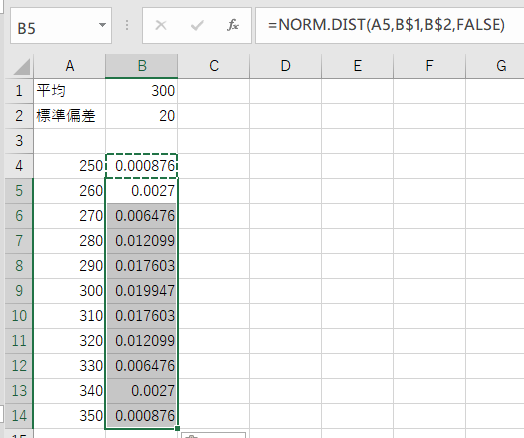 B5 fx =NORM.DIST(A5,B$1,B$2,FALSE)
A B C D E F G
1 平均 300
2 標準偏差 20
3
4 250 0.000876
5 260 0.0027
6 270 0.006476
7 280 0.012099
8 290 0.017603
9 300 0.019947
10 310 0.017603
11 320 0.012099
12 330 0.006476
13 340 0.0027
14 350 0.000876